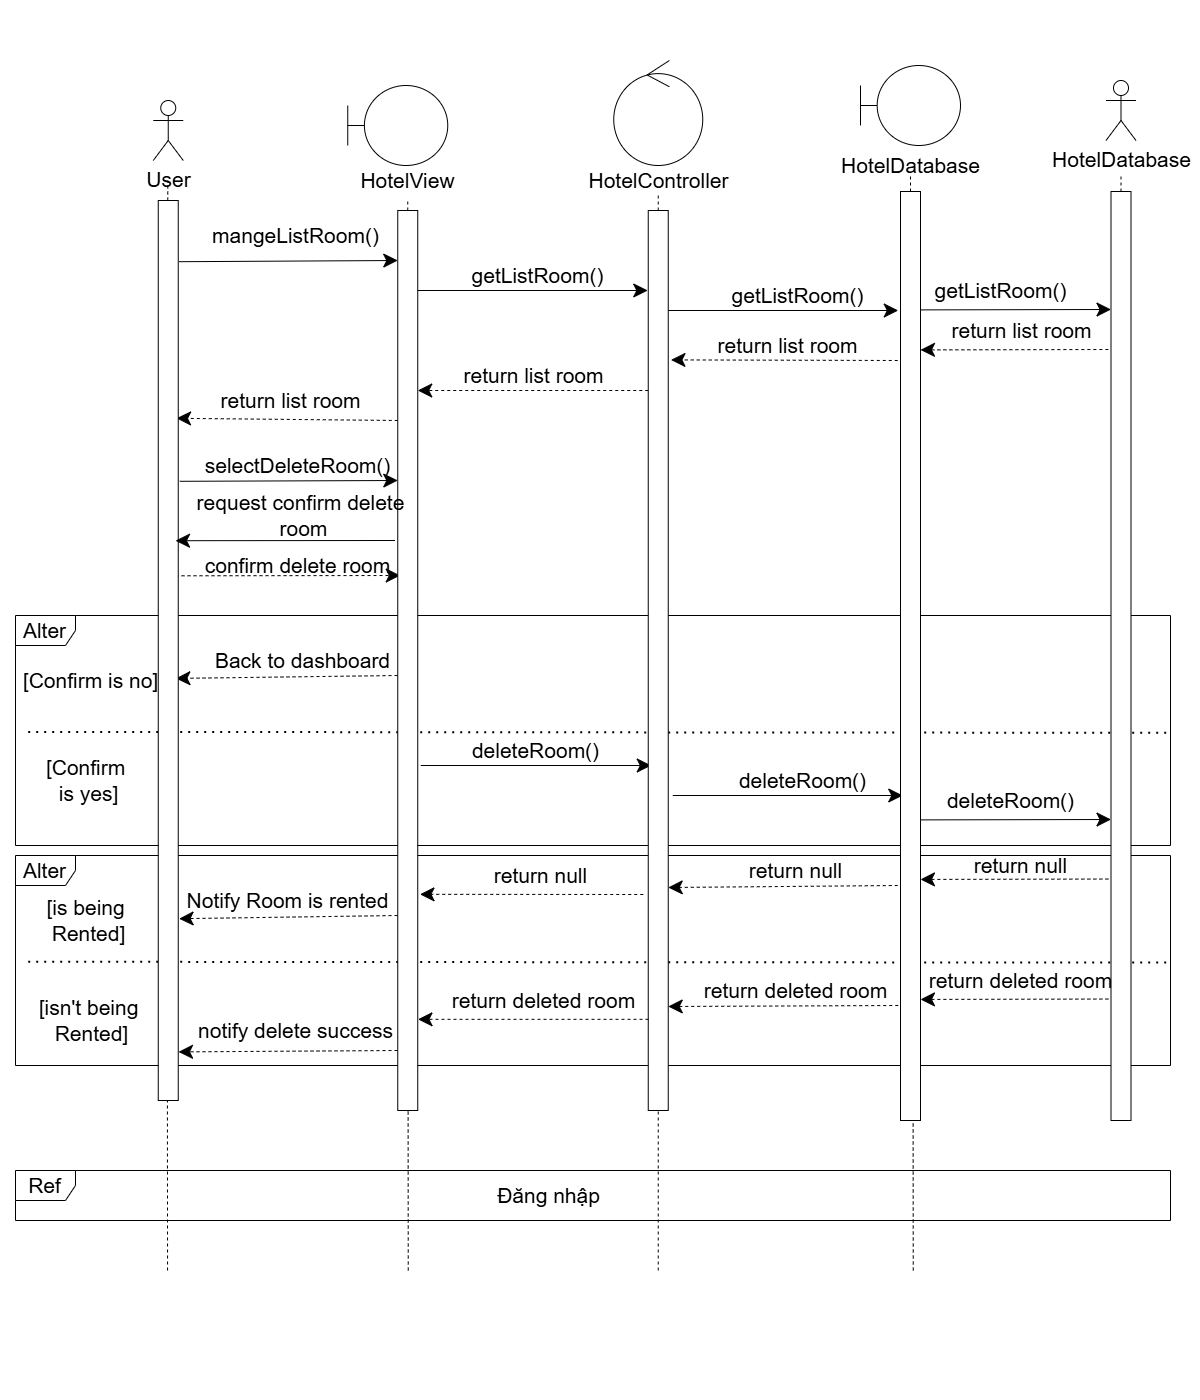 User
HotelView
HotelController
HotelDatabase
HotelDatabase
mangeListRoom()
getListRoom()
getListRoom()
getListRoom()
return list room
return list room
return list room
return list room
selectDeleteRoom()
request confirm delete
room
confirm delete room
Alter
[Confirm is no]
Back to dashboard
[Confirm
is yes]
deleteRoom()
deleteRoom()
deleteRoom()
Alter
return null
return null
return null
Notify Room is rented
[is being
Rented]
return deleted room
return deleted room
return deleted room
[isn't being
Rented]
notify delete success
Ref
Đăng nhập